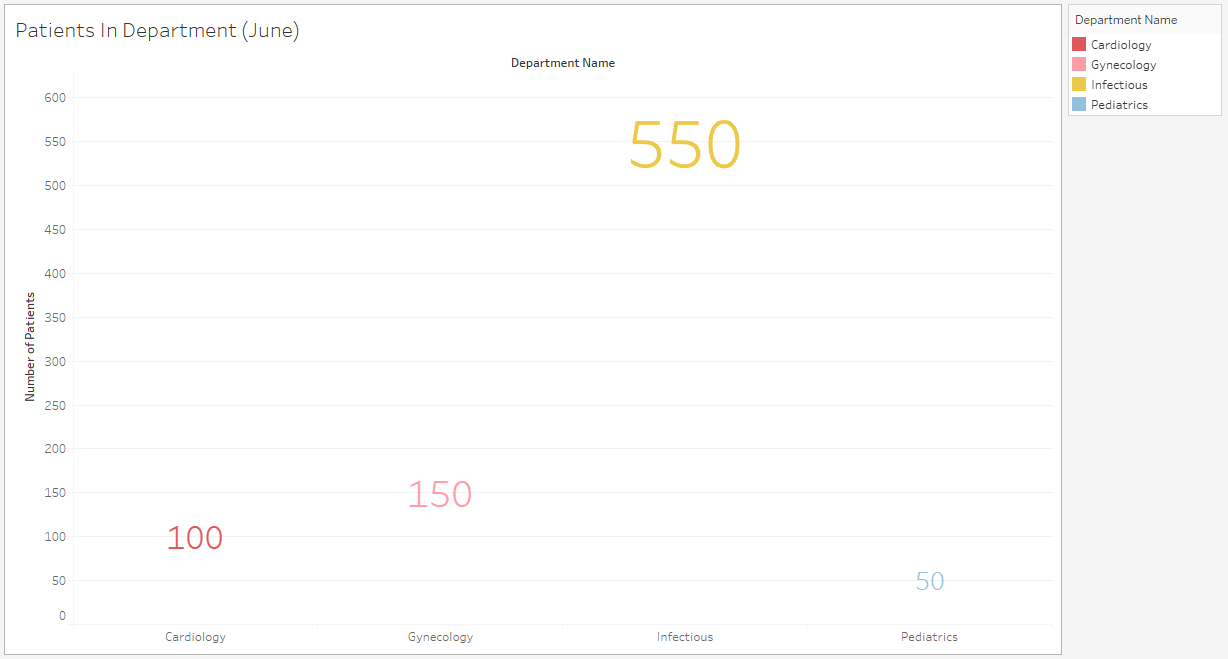 Patients In Department (June)
Department Name
600
550
500
450
400
350
300
250
200
150
100
50
0
Number of Patients
550
150
100
50
Cardiology Gynecology Infectious Pediatrics
Department Name
Cardiology
Gynecology
Infectious
Pediatrics